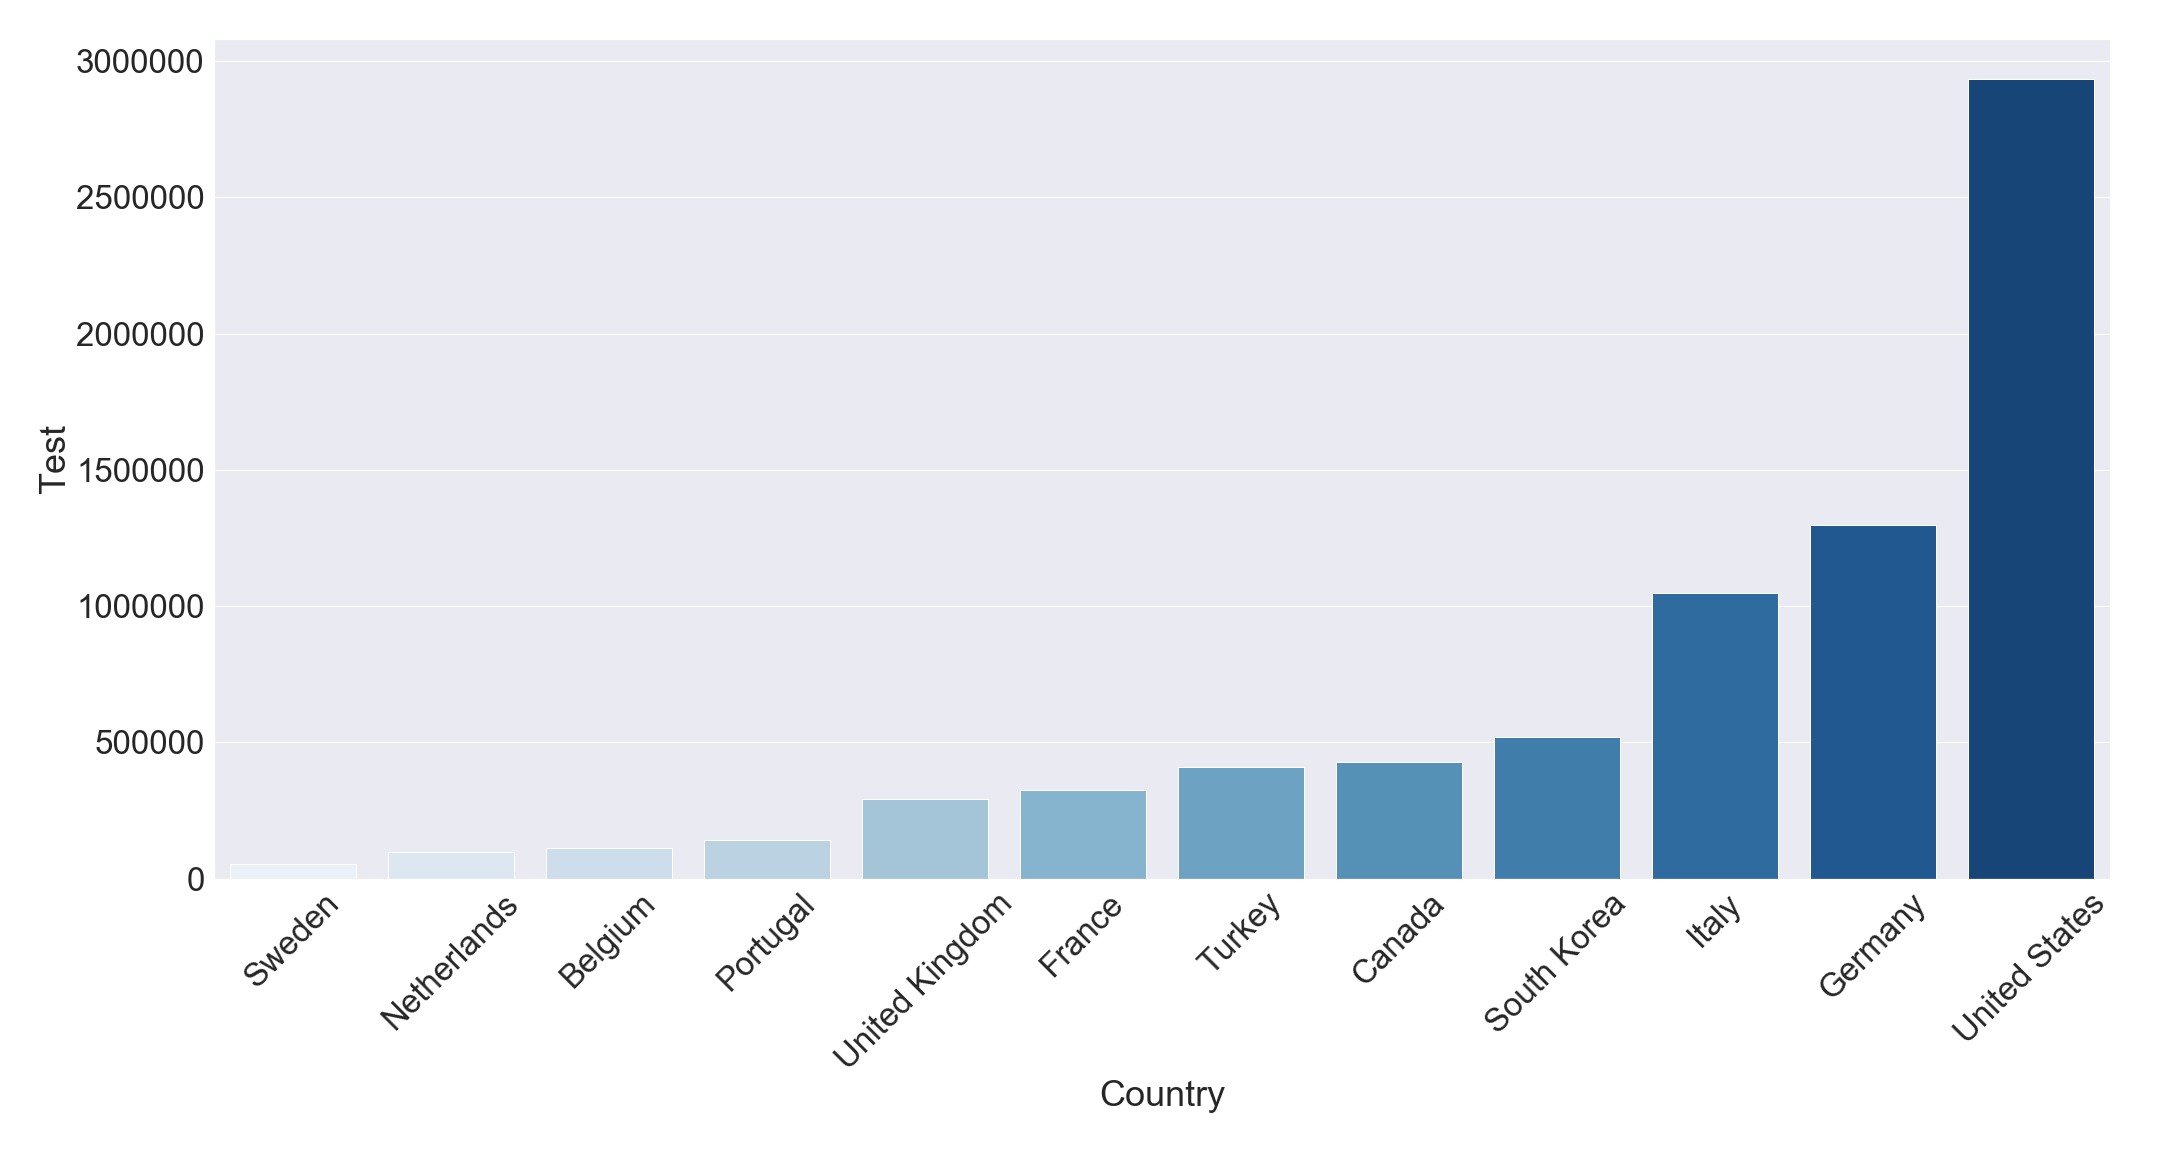 3000000
2500000
2000000
1500000
1000000
500000
0
Test
Sweden
Netherlands
Belgium
Portugal
United Kingdom
France
Turkey
Canada
South Korea
Italy
Germany
United States
Country